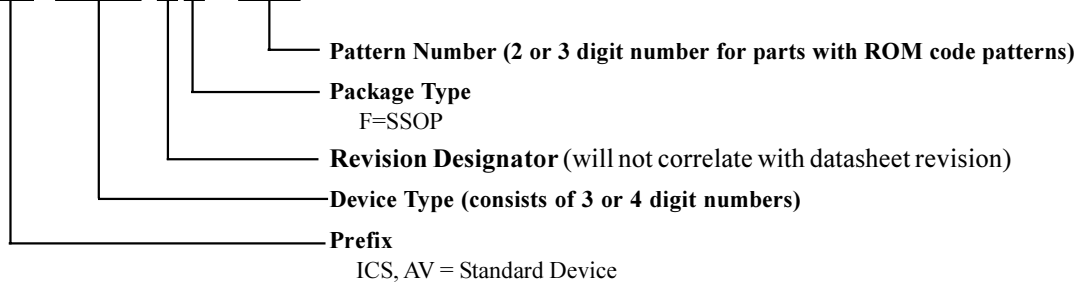 Pattern Number (2 or 3 digit number for parts with ROM code patterns)
Package Type
F=SSOP
Revision Designator (will not correlate with datasheet revision)
Device Type (consists of 3 or 4 digit numbers)
Prefix
ICS, AV = Standard Device